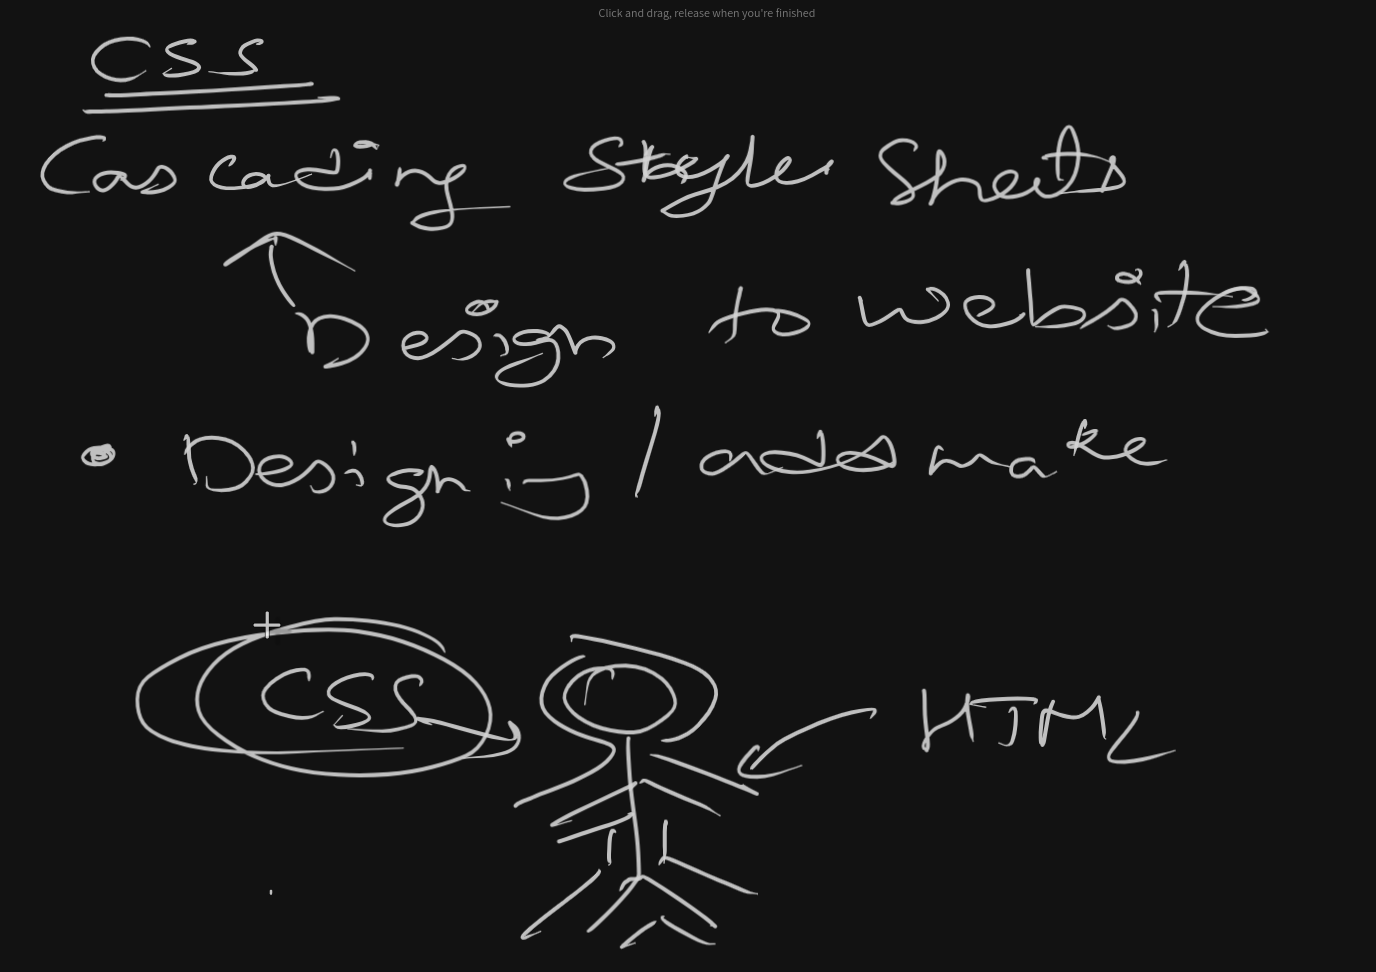 Click and drag, release when you're finished
CSS
Cascading Style Sheets
Design to website
• Designing / adds make
CSS
HTML